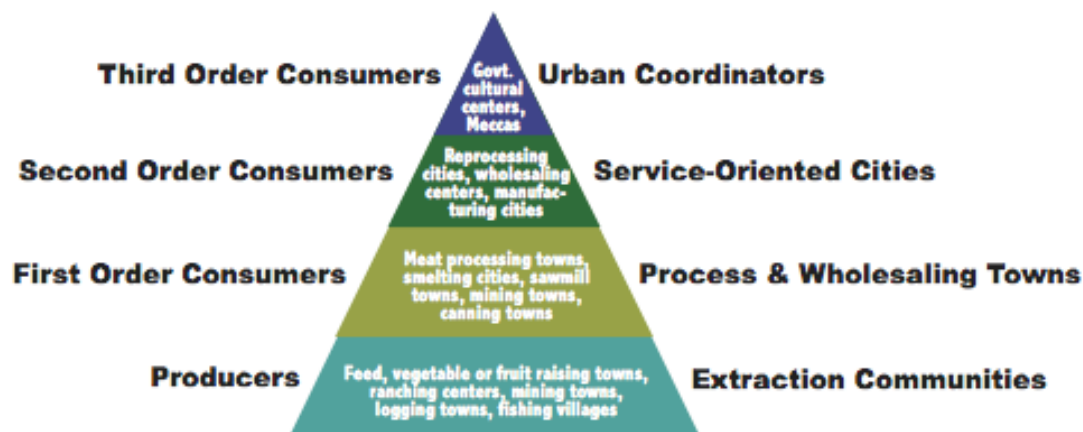 Third Order Consumers
Govt.
cultural
centers,
Meccas
Urban Coordinators
Second Order Consumers
Reprocessing
cities, wholesaling
centers, manufac-
turing cities
Service-Oriented Cities
First Order Consumers
Meat processing towns,
smelting cities, sawmill
towns, mining towns,
canning towns
Process & Wholesaling Towns
Producers
Feed, vegetable or fruit raising towns,
ranching centers, mining towns,
logging towns, fishing villages
Extraction Communities